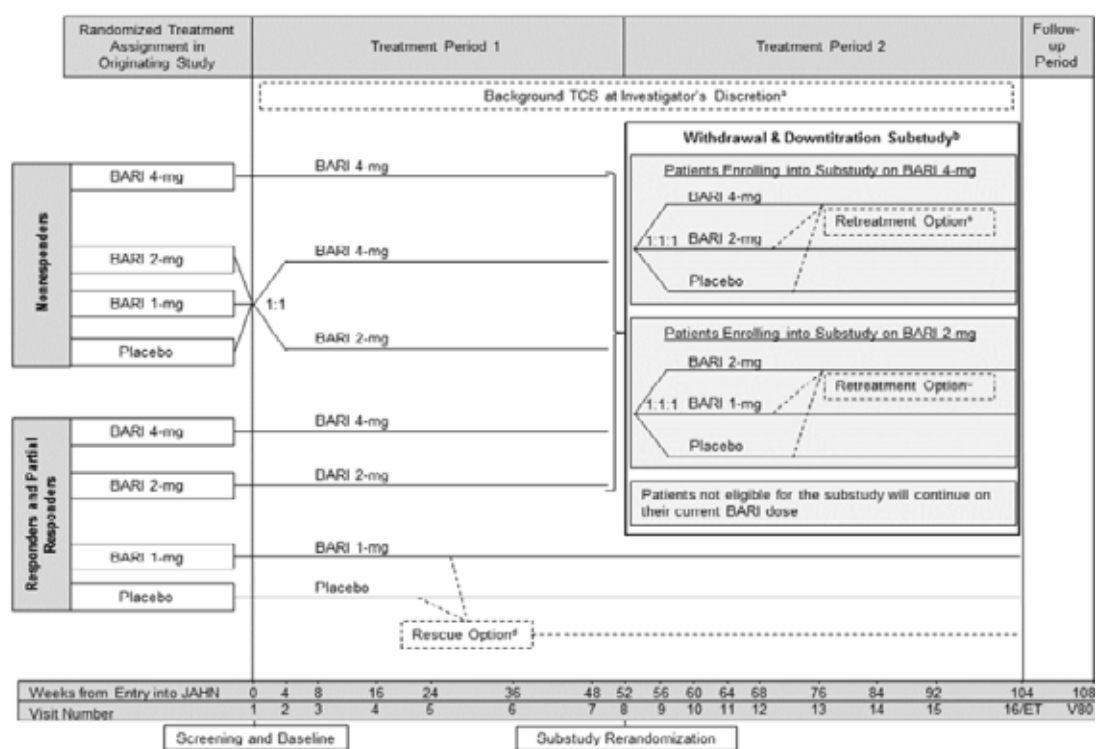 Randomized Treatment
Assignment in
Originating Study
Treatment Period 1
Treatment Period 2
Follow-
up
Period
Background TCS at Investigator's Discretionᵃ
Withdrawal & Downtitration Substudyᵇ
Nonresponders
BARI 4-mg
BARI 2-mg
BARI 1-mg
Placebo
BARI 4-mg
1:1
BARI 4-mg
BARI 2-mg
Patients Enrolling into Substudy on BARI 4-mg
BARI 4-mg
1:1:1
BARI 2-mg
Placebo
Retreatment Option
Patients Enrolling into Substudy on BARI 2-mg
BARI 2-mg
1:1:1
BARI 1-mg
Placebo
Retreatment Option
Patients not eligible for the substudy will continue on
their current BARI dose
Responders and Partial
Responders
BARI 4-mg
BARI 2-mg
BARI 1-mg
Placebo
BARI 4-mg
BARI 2-mg
BARI 1-mg
Placebo
Rescue Optionᵈ
Weeks from Entry into JAHN 0 4 8 16 24 36 48 52 56 60 64 68 76 84 92 104 108
Visit Number 1 2 3 4 5 6 7 8 9 10 11 12 13 14 15 16/ET V80
Screening and Baseline
Substudy Rerandomization